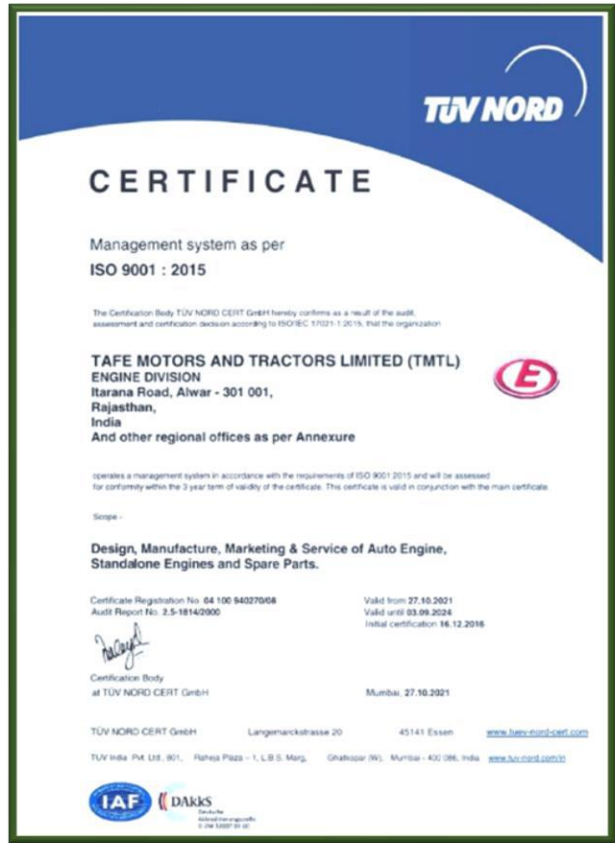 TÜV NORD
CERTIFICATE
Management system as per
ISO 9001 : 2015
The Certification Body TÜV NORD CERT GmbH hereby confirms as a result of the audit,
assessment and certification decision according to ISO/IEC 17021-1:2015, that the organization
TAFE MOTORS AND TRACTORS LIMITED (TMTL)
ENGINE DIVISION
Itarana Road, Alwar - 301 001,
Rajasthan,
India
And other regional offices as per Annexure
E
operates a management system in accordance with the requirements of ISO 9001:2015 and will be assessed
for conformity within the 3 year term of validity of the certificate. This certificate is valid in conjunction with the main certificate.
Scope -
Design, Manufacture, Marketing & Service of Auto Engine,
Standalone Engines and Spare Parts.
Certificate Registration No. 04 100 940270/08
Audit Report No. 2.5-1814/2000
Valid from 27.10.2021
Valid until 03.09.2024
Initial certification 16.12.2016
Certification Body
at TÜV NORD CERT GmbH
Mumbai, 27.10.2021
TÜV NORD CERT GmbH Langemarckstrasse 20 45141 Essen www.tuev-nord-cert.com
TUV India Pvt. Ltd., 801, Raheja Plaza – 1, L.B.S. Marg, Ghatkopar (W), Mumbai - 400 086, India www.tuv-nord.com/in
IAF
DAkkS
Deutsche
Akkreditierungsstelle